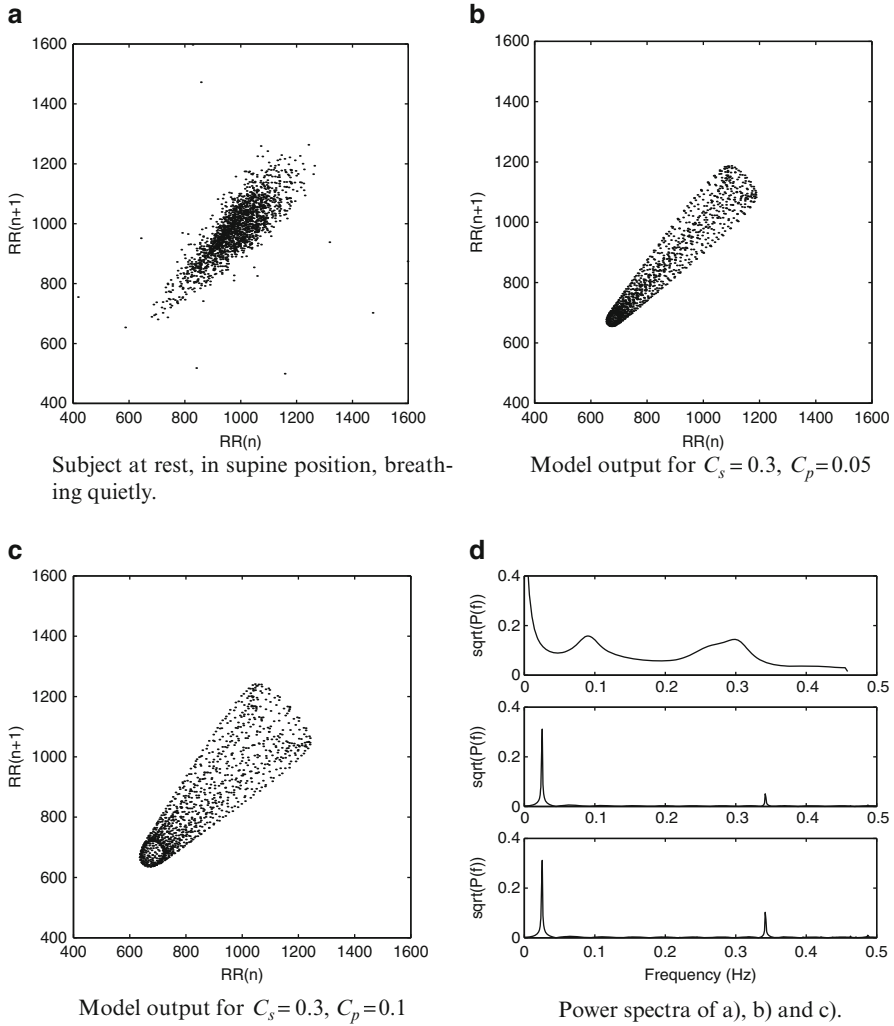 a
1600
1400
1200
1000
800
600
400
400 600 800 1000 1200 1400 1600
RR(n+1)
RR(n)
Subject at rest, in supine position, breath-
ing quietly.
b
1600
1400
1200
1000
800
600
400
400 600 800 1000 1200 1400 1600
RR(n+1)
RR(n)
Model output for Cs = 0.3, Cp = 0.05
c
1600
1400
1200
1000
800
600
400
400 600 800 1000 1200 1400 1600
RR(n+1)
RR(n)
Model output for Cs = 0.3, Cp = 0.1
d
0.4
0.2
0
sqrt(P(f))
0 0.1 0.2 0.3 0.4 0.5
0.4
0.2
0
sqrt(P(f))
0 0.1 0.2 0.3 0.4 0.5
0.4
0.2
0
sqrt(P(f))
0 0.1 0.2 0.3 0.4 0.5
Frequency (Hz)
Power spectra of a), b) and c).